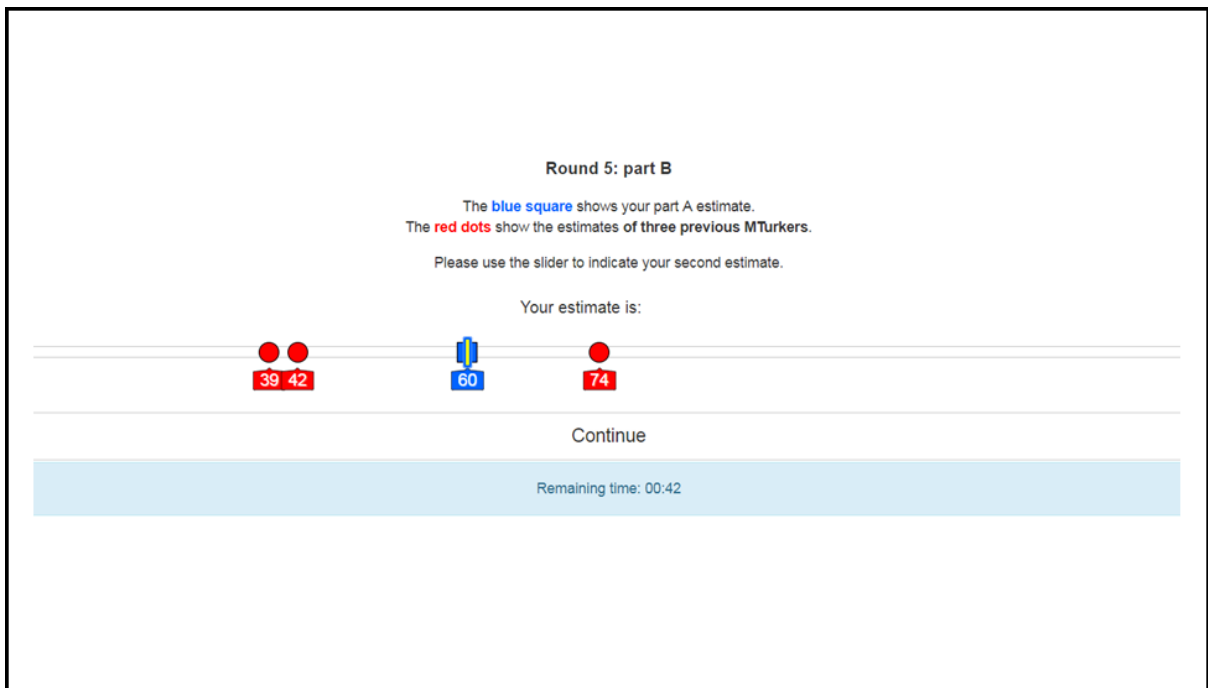 Round 5: part B
The blue square shows your part A estimate.
The red dots show the estimates of three previous MTurkers.
Please use the slider to indicate your second estimate.
Your estimate is:
39 42 60 74
Continue
Remaining time: 00:42